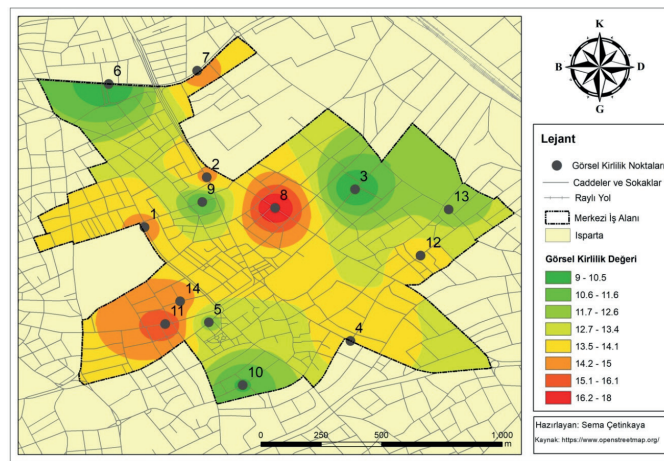 6
7
2
9
8
3
13
1
12
14
11
5
4
10
0 250 500 1,000
m
K
B D
G
Lejant
Görsel Kirlilik Noktaları
Caddeler ve Sokaklar
Raylı Yol
Merkezi İş Alanı
Isparta
Görsel Kirlilik Değeri
9 - 10.5
10.6 - 11.6
11.7 - 12.6
12.7 - 13.4
13.5 - 14.1
14.2 - 15
15.1 - 16.1
16.2 - 18
Hazırlayan: Sema Çetinkaya
Kaynak: https://www.openstreetmap.org/